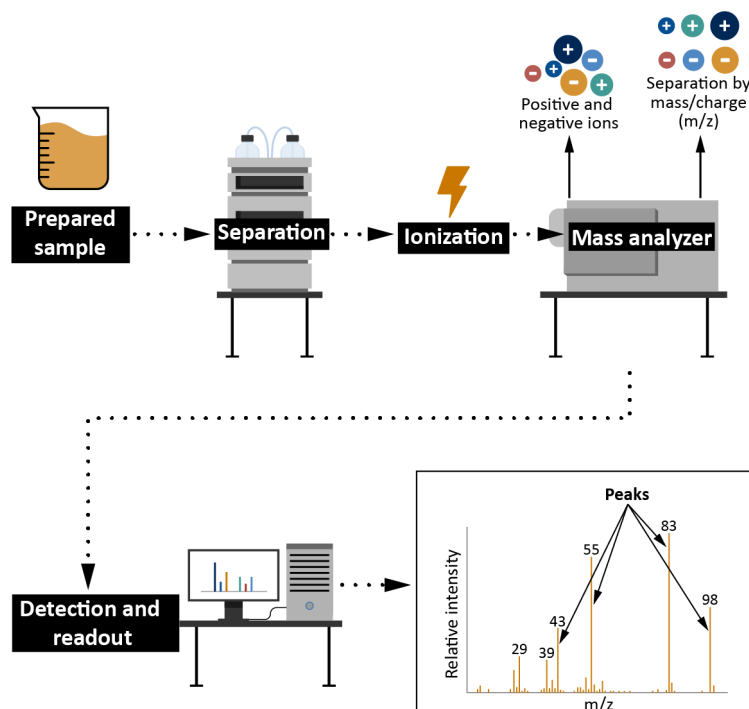 Positive and
negative ions
Separation by
mass/charge
(m/z)
Prepared
sample
Separation
Ionization
Mass analyzer
Detection and
readout
Peaks
83
55
98
43
29
39
Relative intensity
m/z